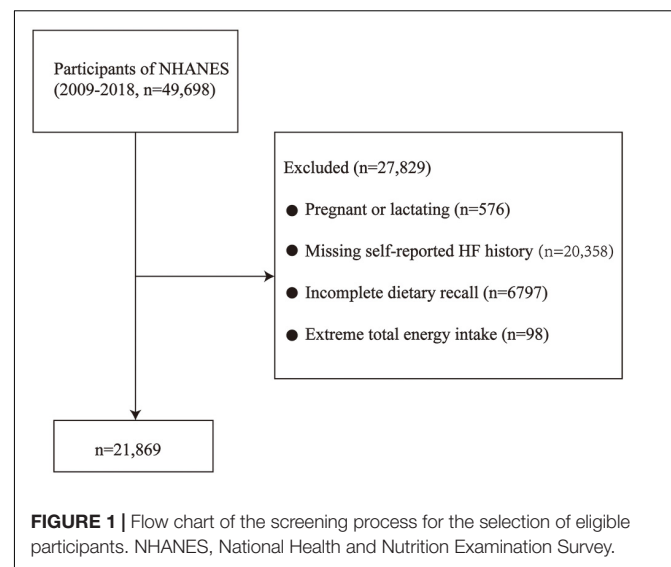 Participants of NHANES
(2009-2018, n=49,698)
Excluded (n=27,829)
● Pregnant or lactating (n=576)
● Missing self-reported HF history (n=20,358)
● Incomplete dietary recall (n=6797)
● Extreme total energy intake (n=98)
n=21,869
FIGURE 1 | Flow chart of the screening process for the selection of eligible
participants. NHANES, National Health and Nutrition Examination Survey.